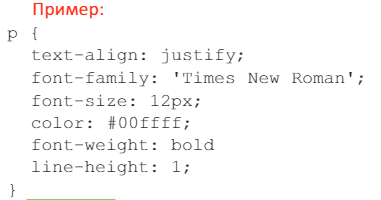 Пример:
p {
text-align: justify;
font-family: 'Times New Roman';
font-size: 12px;
color: #00ffff;
font-weight: bold
line-height: 1;
}